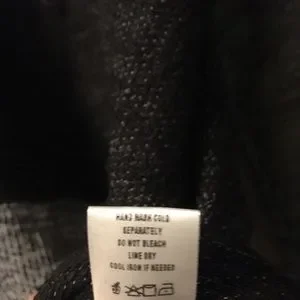 HAND WASH COLD
SEPARATELY
DO NOT BLEACH
LINE DRY
COOL IRON IF NEEDED